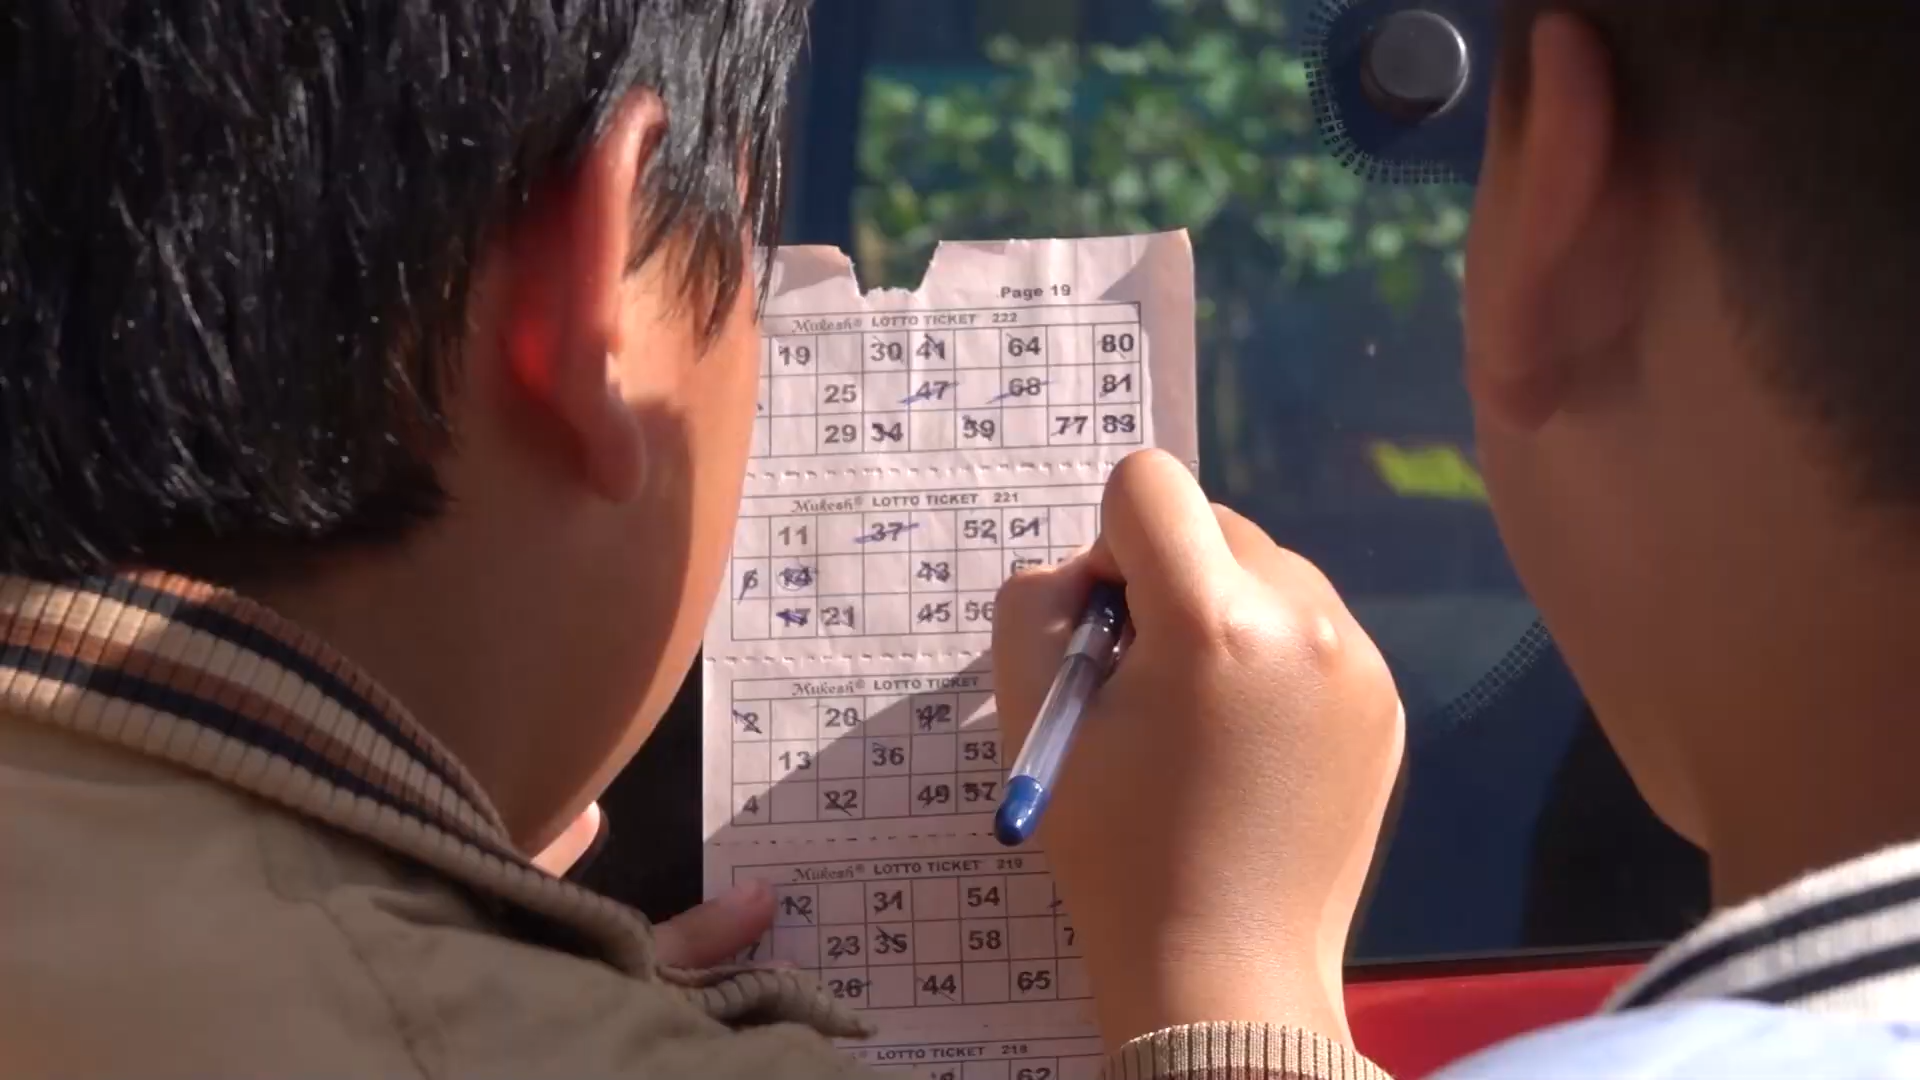 Page 19
Mukesh® LOTTO TICKET 222
19 30 41 64 80
25 47 68 81
29 34 59 77 83
Mukesh® LOTTO TICKET 221
11 37 52 61
6 14 43 67
17 21 45 56
Mukesh® LOTTO TICKET
2 20 42
13 36 53
4 22 49 57
Mukesh® LOTTO TICKET 219
12 31 54
23 35 58
26 44 65
LOTTO TICKET 218
62